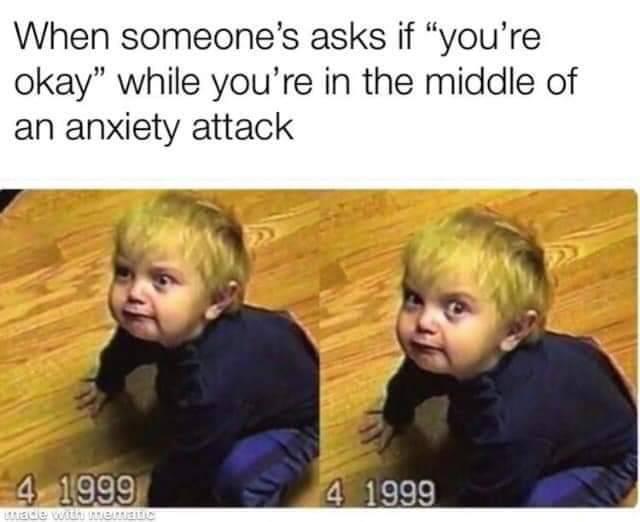 When someone's asks if “you're
okay” while you're in the middle of
an anxiety attack
4 1999
4 1999
made with mematic